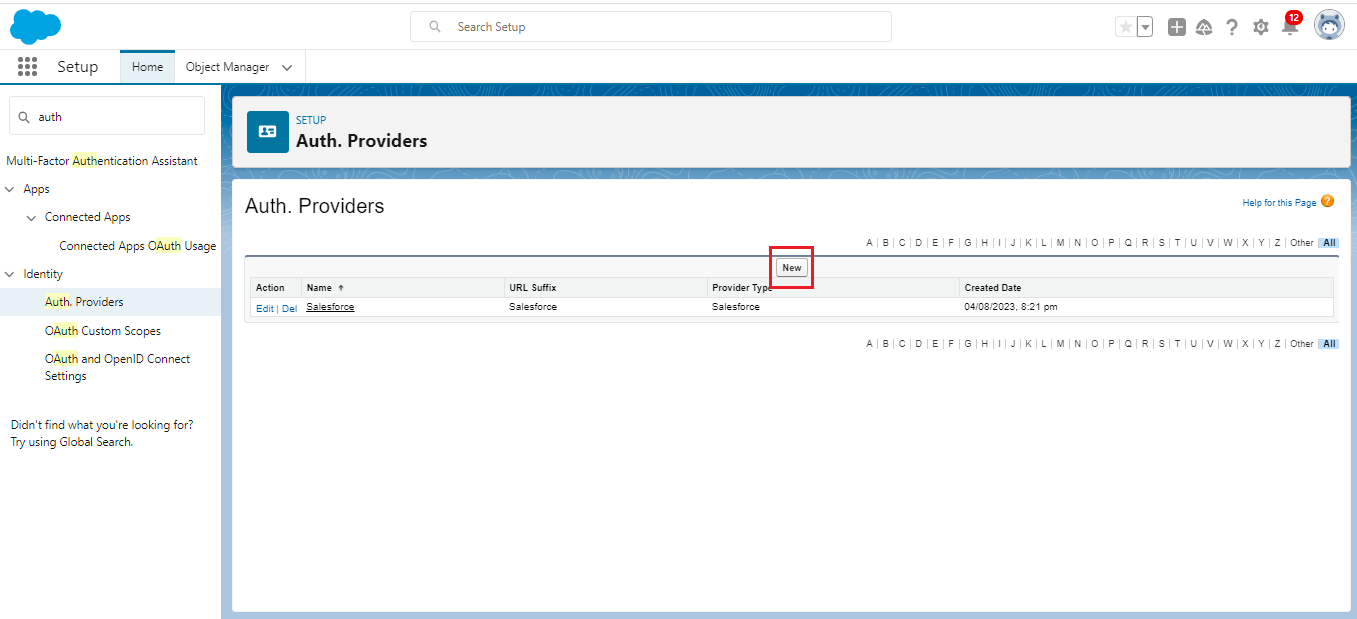 Search Setup
12
Setup
Home
Object Manager
auth
Multi-Factor Authentication Assistant
Apps
Connected Apps
Connected Apps OAuth Usage
Identity
Auth. Providers
OAuth Custom Scopes
OAuth and OpenID Connect
Settings
Didn't find what you're looking for?
Try using Global Search.
SETUP
Auth. Providers
Auth. Providers
Help for this Page ?
A | B | C | D | E | F | G | H | I | J | K | L | M | N | O | P | Q | R | S | T | U | V | W | X | Y | Z | Other All
New
Action Name ↑ URL Suffix Provider Type Created Date
Edit | Del Salesforce Salesforce Salesforce 04/08/2023, 8:21 pm
A | B | C | D | E | F | G | H | I | J | K | L | M | N | O | P | Q | R | S | T | U | V | W | X | Y | Z | Other All